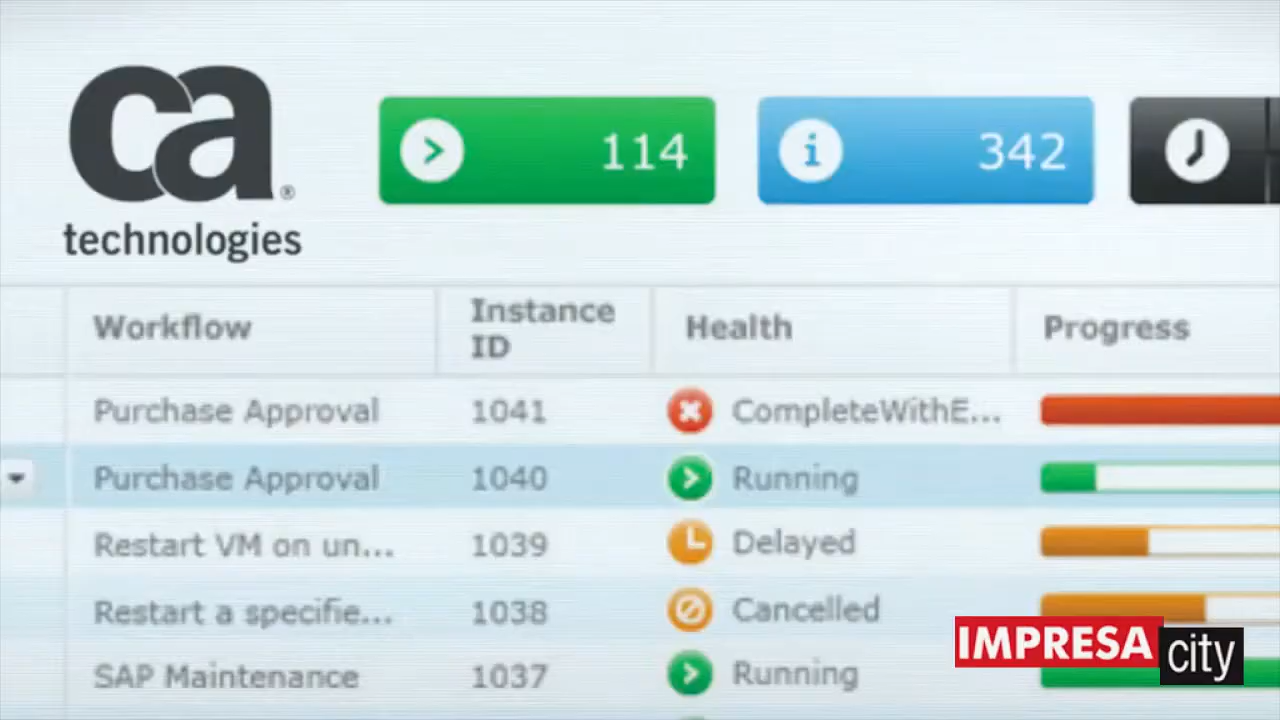 ca
technologies
114
342
Workflow
Instance
ID
Health
Progress
Purchase Approval 1041 CompleteWithE...
Purchase Approval 1040 Running
Restart VM on un... 1039 Delayed
Restart a specifie... 1038 Cancelled
SAP Maintenance 1037 Running
IMPRESA
city